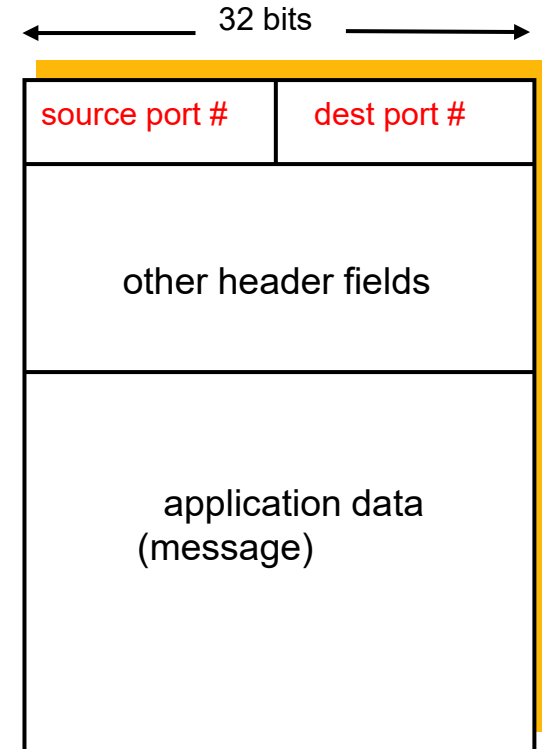 32 bits
source port # dest port #
other header fields
application data
(message)